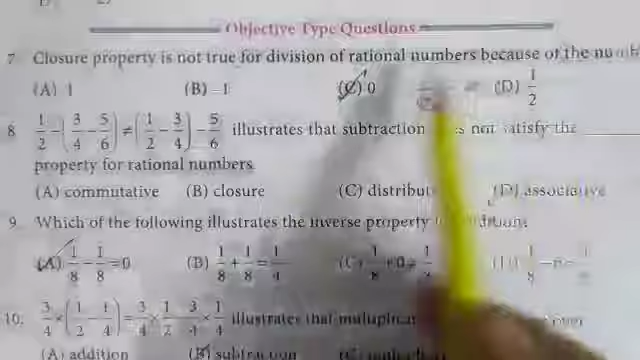 Objective Type Questions
7. Closure property is not true for division of rational numbers because of the
(A) 1 (B) -1 (C) 0 (D) 1/2
8. 1/2 - (3/4 - 5/6) ≠ (1/2 - 3/4) - 5/6 illustrates that subtraction not satisfy the
property for rational numbers.
(A) commutative (B) closure (C) (D) associative
9. Which of the following illustrates the inverse property
(A) 1/8 - 1/8 = 0 (B) 1/8 + 1/8 = 1/4 (C) 1/8 + 0 =
10. 3/4 × (1/2 - 1/4) = 3/4 × 1/2 - 3/4 × 1/4 illustrates that over
(A) addition (B) subtraction